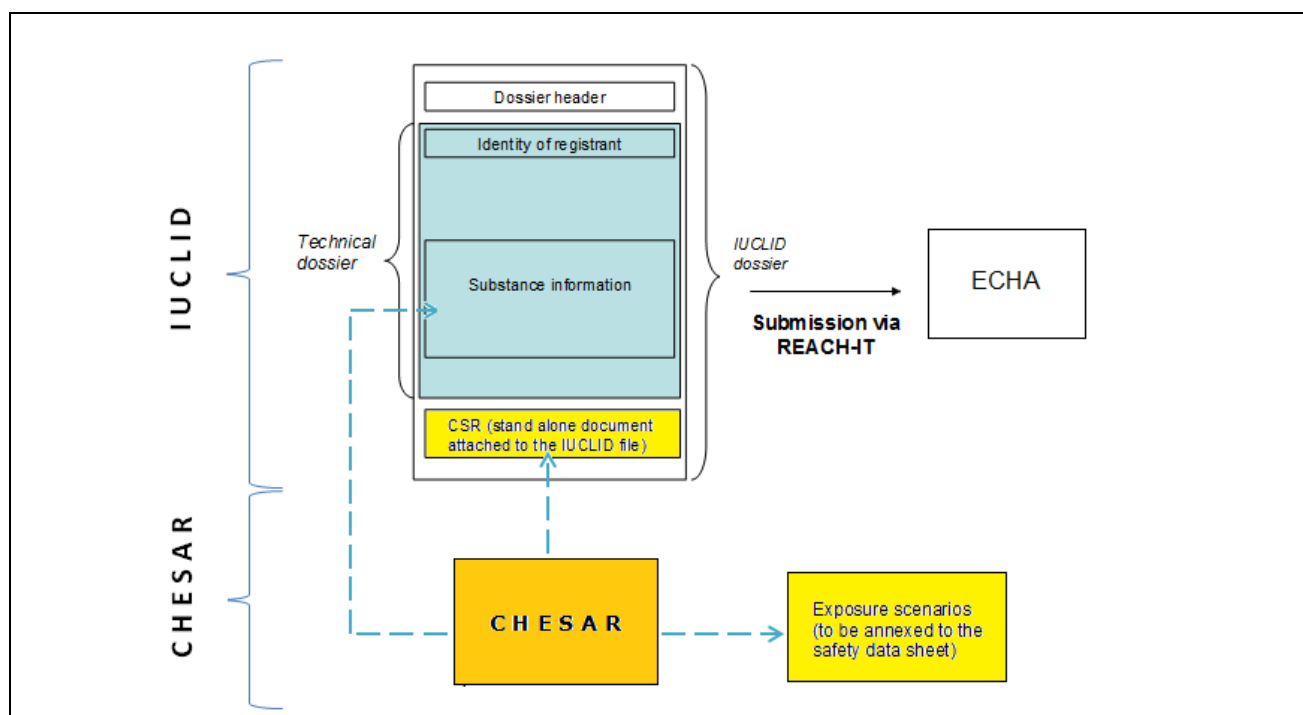 Dossier header
Identity of registrant
IUCLID
Technical
dossier
Substance information
IUCLID
dossier
ECHA
Submission via
REACH-IT
CSR (stand alone document
attached to the IUCLID file)
CHESAR
CHESAR
Exposure scenarios
(to be annexed to the
safety data sheet)